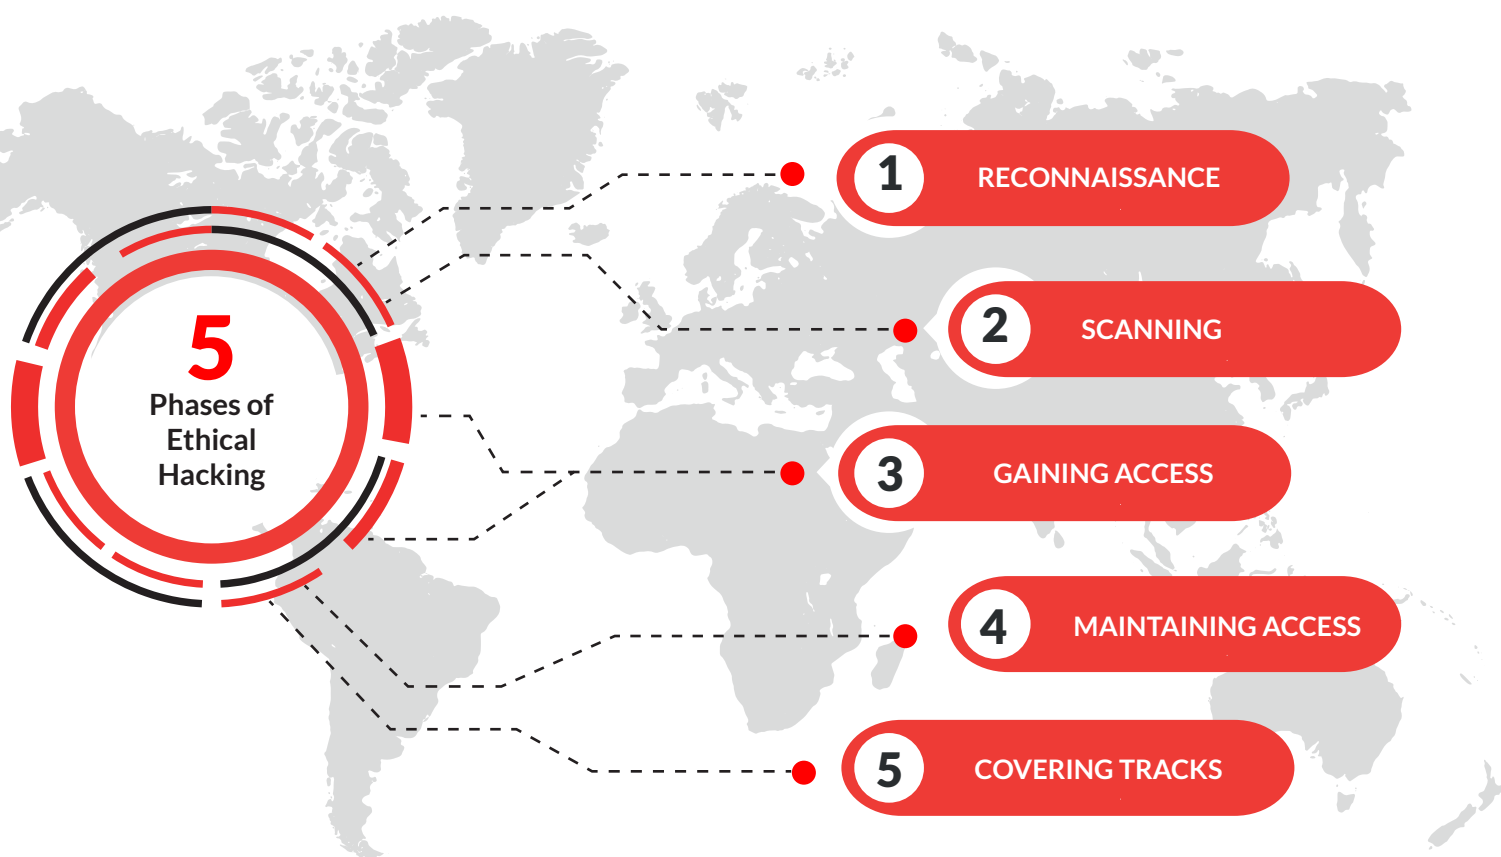 5
Phases of
Ethical
Hacking
1 RECONNAISSANCE
2 SCANNING
3 GAINING ACCESS
4 MAINTAINING ACCESS
5 COVERING TRACKS